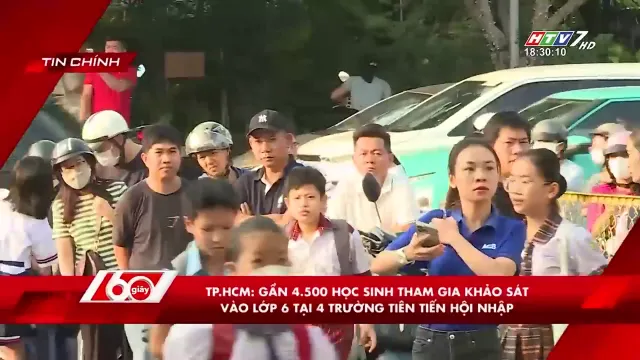 TIN CHÍNH
HTV7 HD
18:30:10
ACB
60 giây
TP.HCM: GẦN 4.500 HỌC SINH THAM GIA KHẢO SÁT
VÀO LỚP 6 TẠI 4 TRƯỜNG TIÊN TIẾN HỘI NHẬP